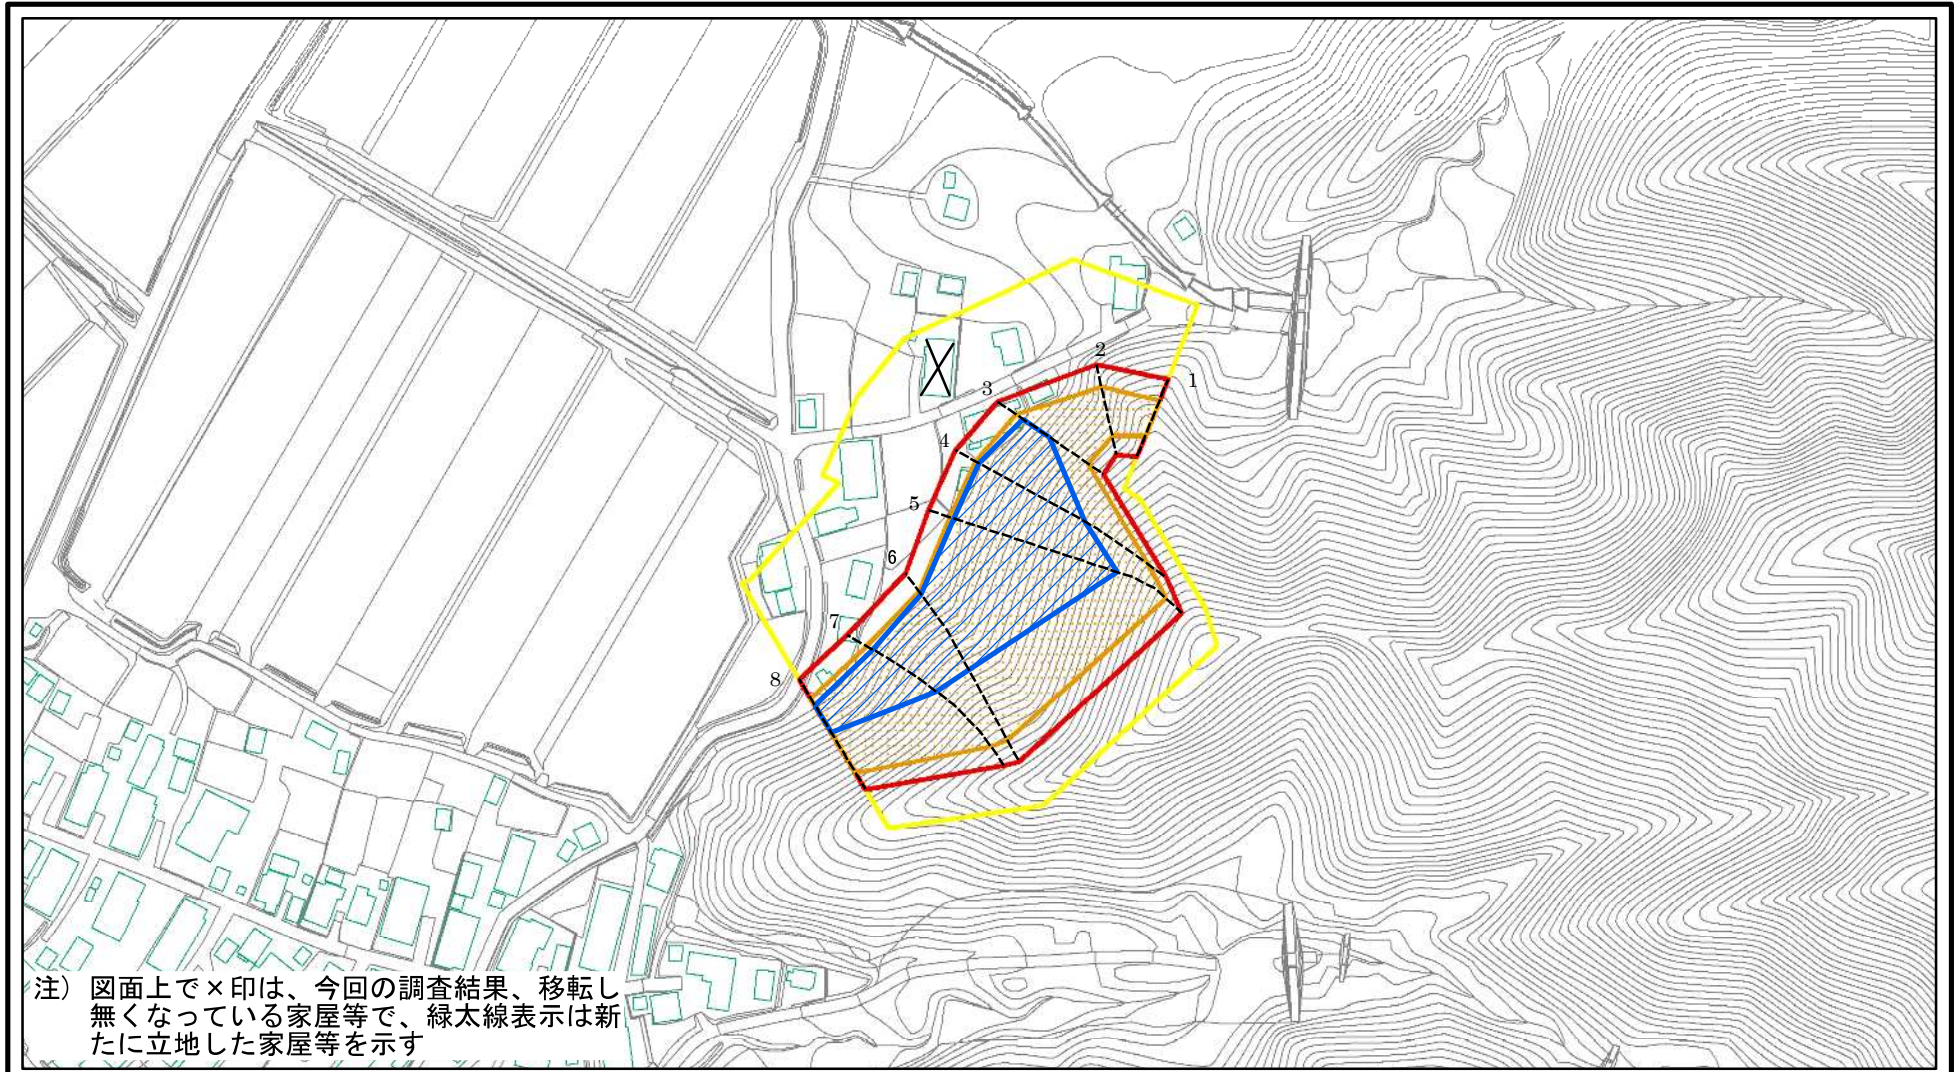 2
1
3
4
5
6
7
8
注） 図面上で×印は、今回の調査結果、移転し
無くなっている家屋等で、緑太線表示は新
たに立地した家屋等を示す